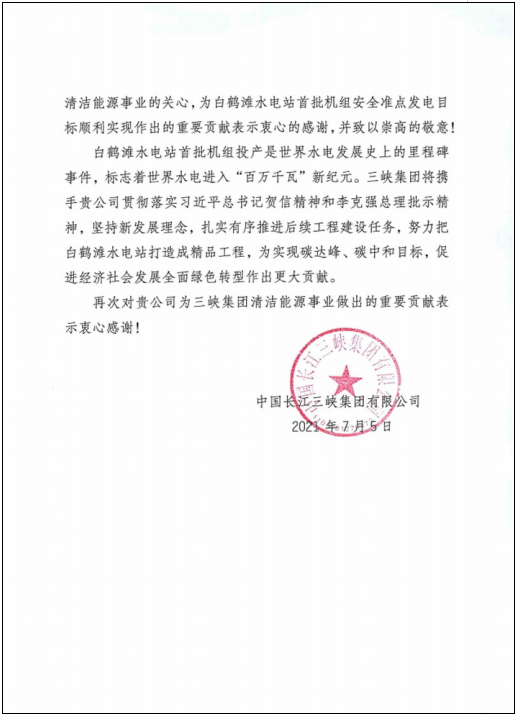 清洁能源事业的关心，为白鹤滩水电站首批机组安全准点发电目
标顺利实现作出的重要贡献表示衷心的感谢，并致以崇高的敬意！
白鹤滩水电站首批机组投产是世界水电发展史上的里程碑
事件，标志着世界水电进入“百万千瓦”新纪元。三峡集团将携
手贵公司贯彻落实习近平总书记贺信精神和李克强总理批示精
神，坚持新发展理念，扎实有序推进后续工程建设任务，努力把
白鹤滩水电站打造成精品工程，为实现碳达峰、碳中和目标，促
进经济社会发展全面绿色转型作出更大贡献。
再次对贵公司为三峡集团清洁能源事业做出的重要贡献表
示衷心感谢！
中国长江三峡集团有限公司
中国长江三峡集团有限公司
2021年7月5日